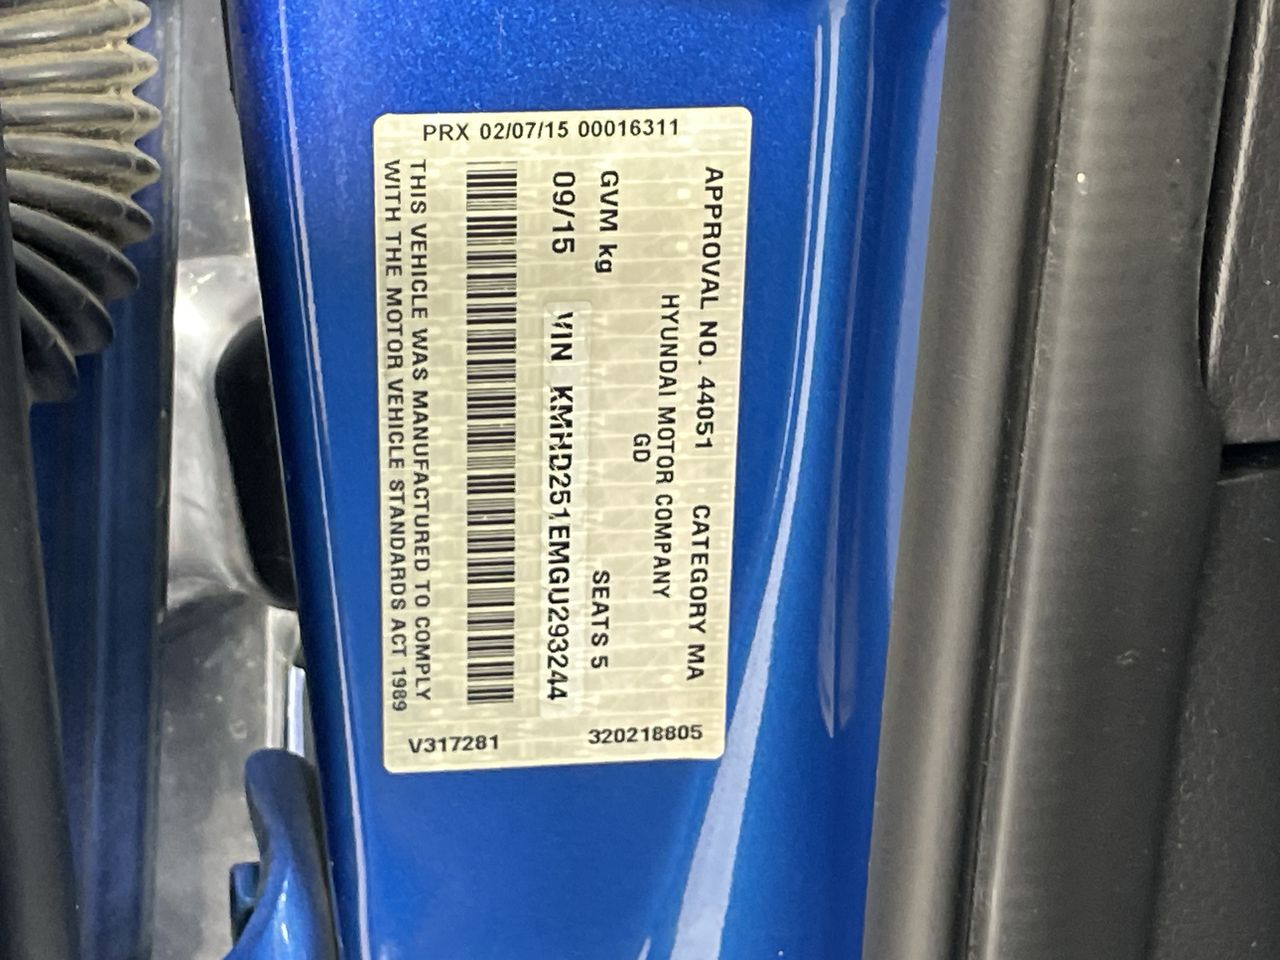 PRX 02/07/15 00016311
APPROVAL NO. 44051 CATEGORY MA
HYUNDAI MOTOR COMPANY
GD
GVM kg SEATS 5
09/15 VIN KMHD251EMGU293244
THIS VEHICLE WAS MANUFACTURED TO COMPLY
WITH THE MOTOR VEHICLE STANDARDS ACT 1989
V317281 320218805